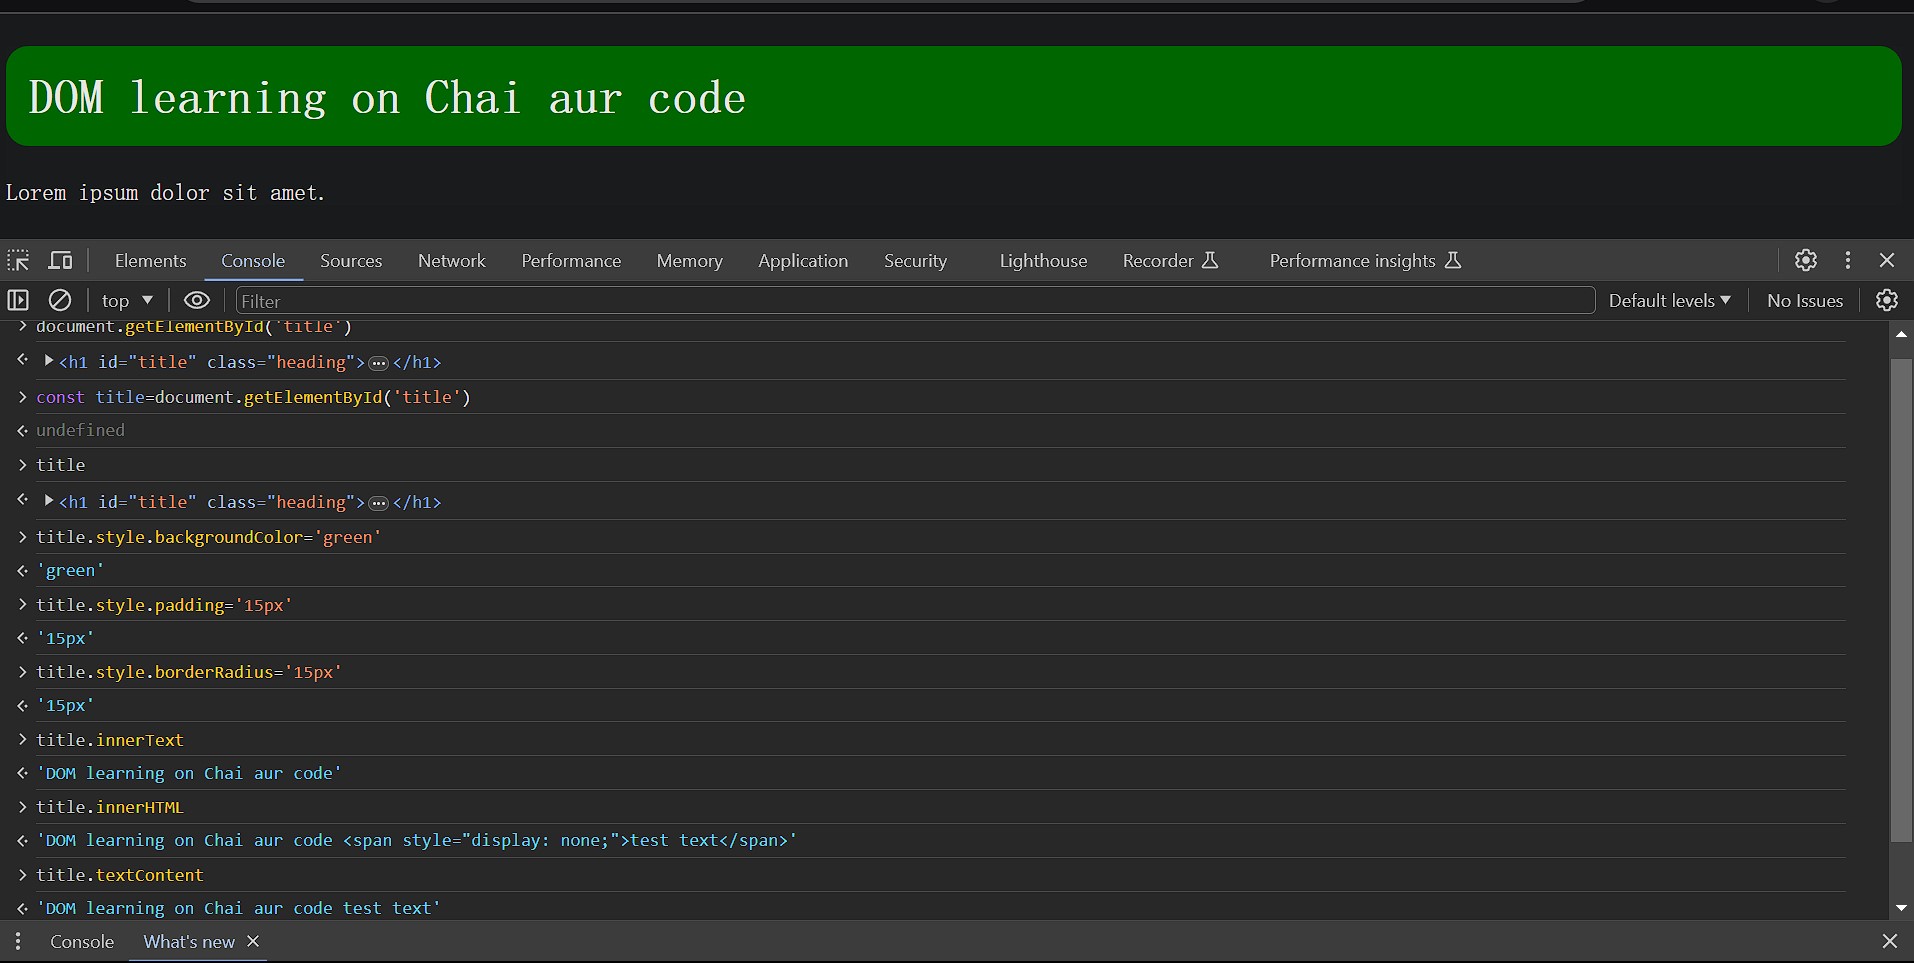 DOM learning on Chai aur code
Lorem ipsum dolor sit amet.
Elements Console Sources Network Performance Memory Application Security Lighthouse Recorder Performance insights
top Filter Default levels No Issues
document.getElementById('title')
<h1 id="title" class="heading">…</h1>
const title=document.getElementById('title')
undefined
title
<h1 id="title" class="heading">…</h1>
title.style.backgroundColor='green'
'green'
title.style.padding='15px'
'15px'
title.style.borderRadius='15px'
'15px'
title.innerText
'DOM learning on Chai aur code'
title.innerHTML
'DOM learning on Chai aur code <span style="display: none;">test text</span>'
title.textContent
'DOM learning on Chai aur code test text'
Console What's new